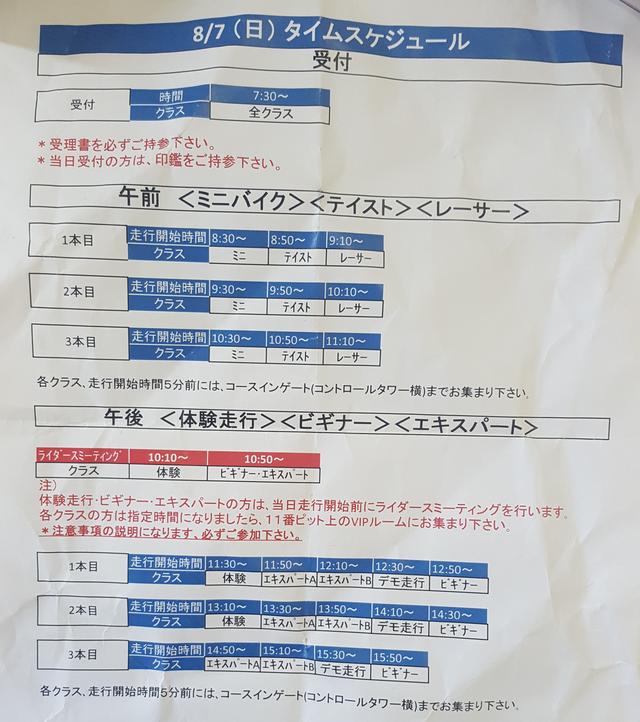 8/7（日）タイムスケジュール
受付
受付 時間 7:30～
クラス 全クラス
＊受理書を必ずご持参下さい。
＊当日受付の方は、印鑑をご持参下さい。
午前 ＜ミニバイク＞＜テイスト＞＜レーサー＞
1本目 走行開始時間 8:30～ 8:50～ 9:10～
クラス ﾐﾆ ﾃｲｽﾄ ﾚｰｻｰ
2本目 走行開始時間 9:30～ 9:50～ 10:10～
クラス ﾐﾆ ﾃｲｽﾄ ﾚｰｻｰ
3本目 走行開始時間 10:30～ 10:50～ 11:10～
クラス ﾐﾆ ﾃｲｽﾄ ﾚｰｻｰ
各クラス、走行開始時間５分前には、コースインゲート(コントロールタワー横)までお集まり下さい。
午後 ＜体験走行＞＜ビギナー＞＜エキスパート＞
ﾗｲﾀﾞｰｽﾐｰﾃｨﾝｸﾞ 10:10～ 10:50～
クラス 体験 ﾋﾞｷﾞﾅｰ・ｴｷｽﾊﾟｰﾄ
注）
体験走行・ビギナー・エキスパートの方は、当日走行開始前にライダースミーティングを行います。
各クラスの方は指定時間になりましたら、１１番ピット上のVIPルームにお集まり下さい。
＊注意事項の説明になります、必ずご参加下さい。
1本目 走行開始時間 11:30～ 11:50～ 12:10～ 12:30～ 12:50～
クラス 体験 ｴｷｽﾊﾟｰﾄA ｴｷｽﾊﾟｰﾄB デモ走行 ﾋﾞｷﾞﾅｰ
2本目 走行開始時間 13:10～ 13:30～ 13:50～ 14:10～ 14:30～
クラス 体験 ｴｷｽﾊﾟｰﾄA ｴｷｽﾊﾟｰﾄB デモ走行 ﾋﾞｷﾞﾅｰ
3本目 走行開始時間 14:50～ 15:10～ 15:30～ 15:50～
クラス ｴｷｽﾊﾟｰﾄA ｴｷｽﾊﾟｰﾄB デモ走行 ﾋﾞｷﾞﾅｰ
各クラス、走行開始時間５分前には、コースインゲート(コントロールタワー横)までお集まり下さい。